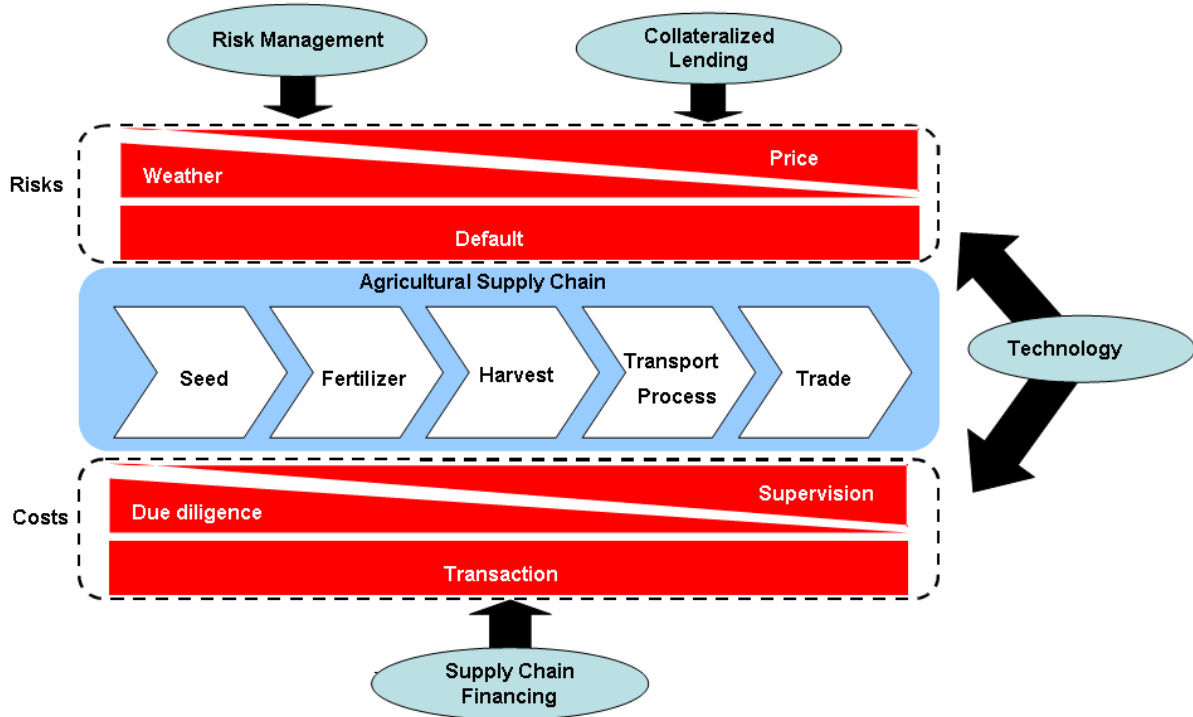 Risk Management
Collateralized
Lending
Risks
Price
Weather
Default
Agricultural Supply Chain
Seed
Fertilizer
Harvest
Transport
Process
Trade
Technology
Costs
Supervision
Due diligence
Transaction
Supply Chain
Financing